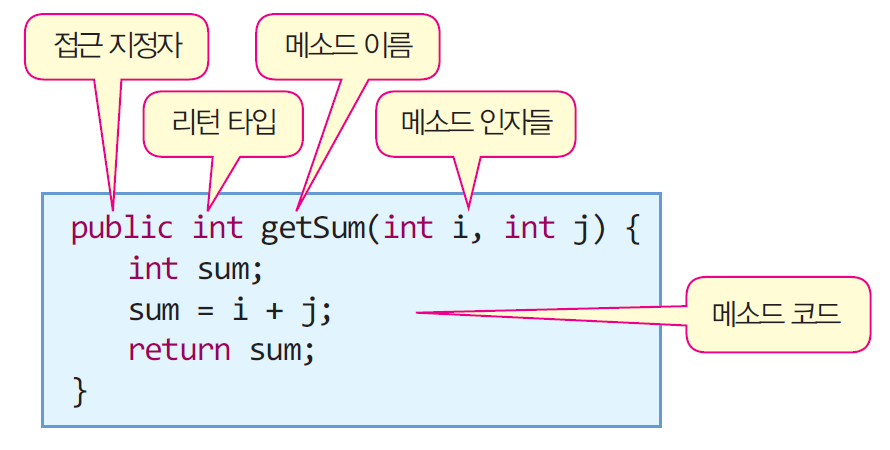 접근 지정자
메소드 이름
리턴 타입
메소드 인자들
public int getSum(int i, int j) {
int sum;
sum = i + j;
return sum;
}
메소드 코드